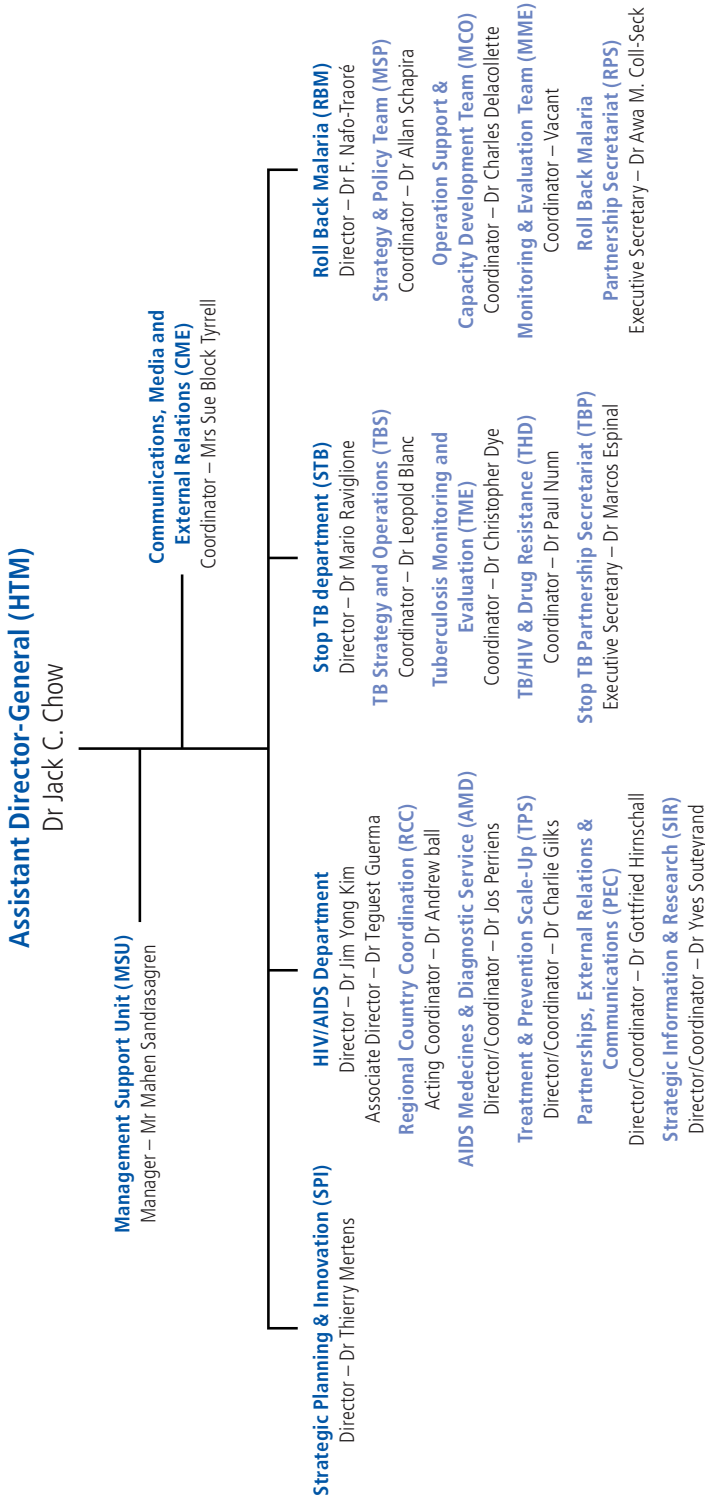 Assistant Director-General (HTM)
Dr Jack C. Chow
Management Support Unit (MSU)
Manager – Mr Mahen Sandrasagren
Communications, Media and
External Relations (CME)
Coordinator – Mrs Sue Block Tyrrell
Strategic Planning & Innovation (SPI)
Director – Dr Thierry Mertens
HIV/AIDS Department
Director – Dr Jim Yong Kim
Associate Director – Dr Teguest Guerma
Regional Country Coordination (RCC)
Acting Coordinator – Dr Andrew ball
AIDS Medecines & Diagnostic Service (AMD)
Director/Coordinator – Dr Jos Perriens
Treatment & Prevention Scale-Up (TPS)
Director/Coordinator – Dr Charlie Gilks
Partnerships, External Relations &
Communications (PEC)
Director/Coordinator – Dr Gottfried Hirnschall
Strategic Information & Research (SIR)
Director/Coordinator – Dr Yves Souteyrand
Stop TB department (STB)
Director – Dr Mario Raviglione
TB Strategy and Operations (TBS)
Coordinator – Dr Leopold Blanc
Tuberculosis Monitoring and
Evaluation (TME)
Coordinator – Dr Christopher Dye
TB/HIV & Drug Resistance (THD)
Coordinator – Dr Paul Nunn
Stop TB Partnership Secretariat (TBP)
Executive Secretary – Dr Marcos Espinal
Roll Back Malaria (RBM)
Director – Dr F. Nafo-Traoré
Strategy & Policy Team (MSP)
Coordinator – Dr Allan Schapira
Operation Support &
Capacity Development Team (MCO)
Coordinator – Dr Charles Delacollette
Monitoring & Evaluation Team (MME)
Coordinator – Vacant
Roll Back Malaria
Partnership Secretariat (RPS)
Executive Secretary – Dr Awa M. Coll-Seck